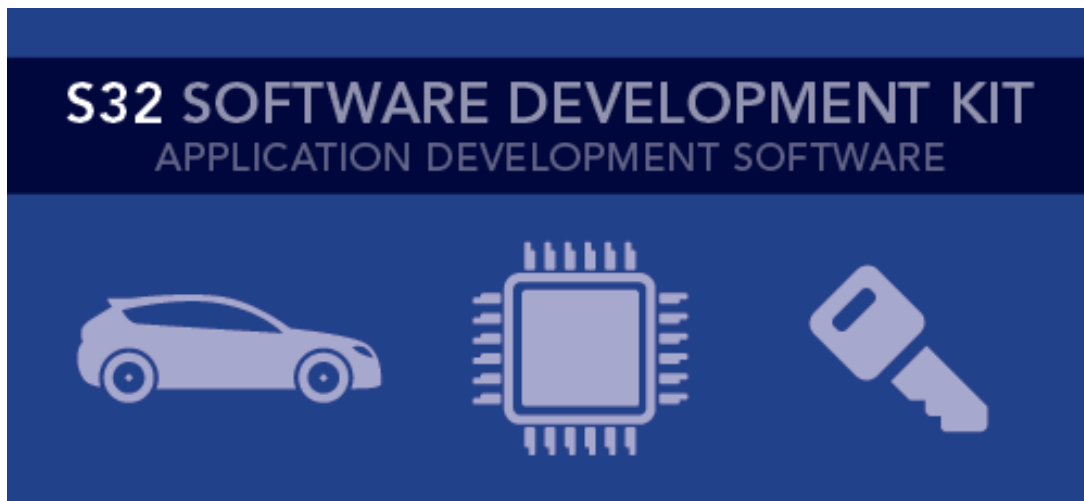 S32 SOFTWARE DEVELOPMENT KIT
APPLICATION DEVELOPMENT SOFTWARE